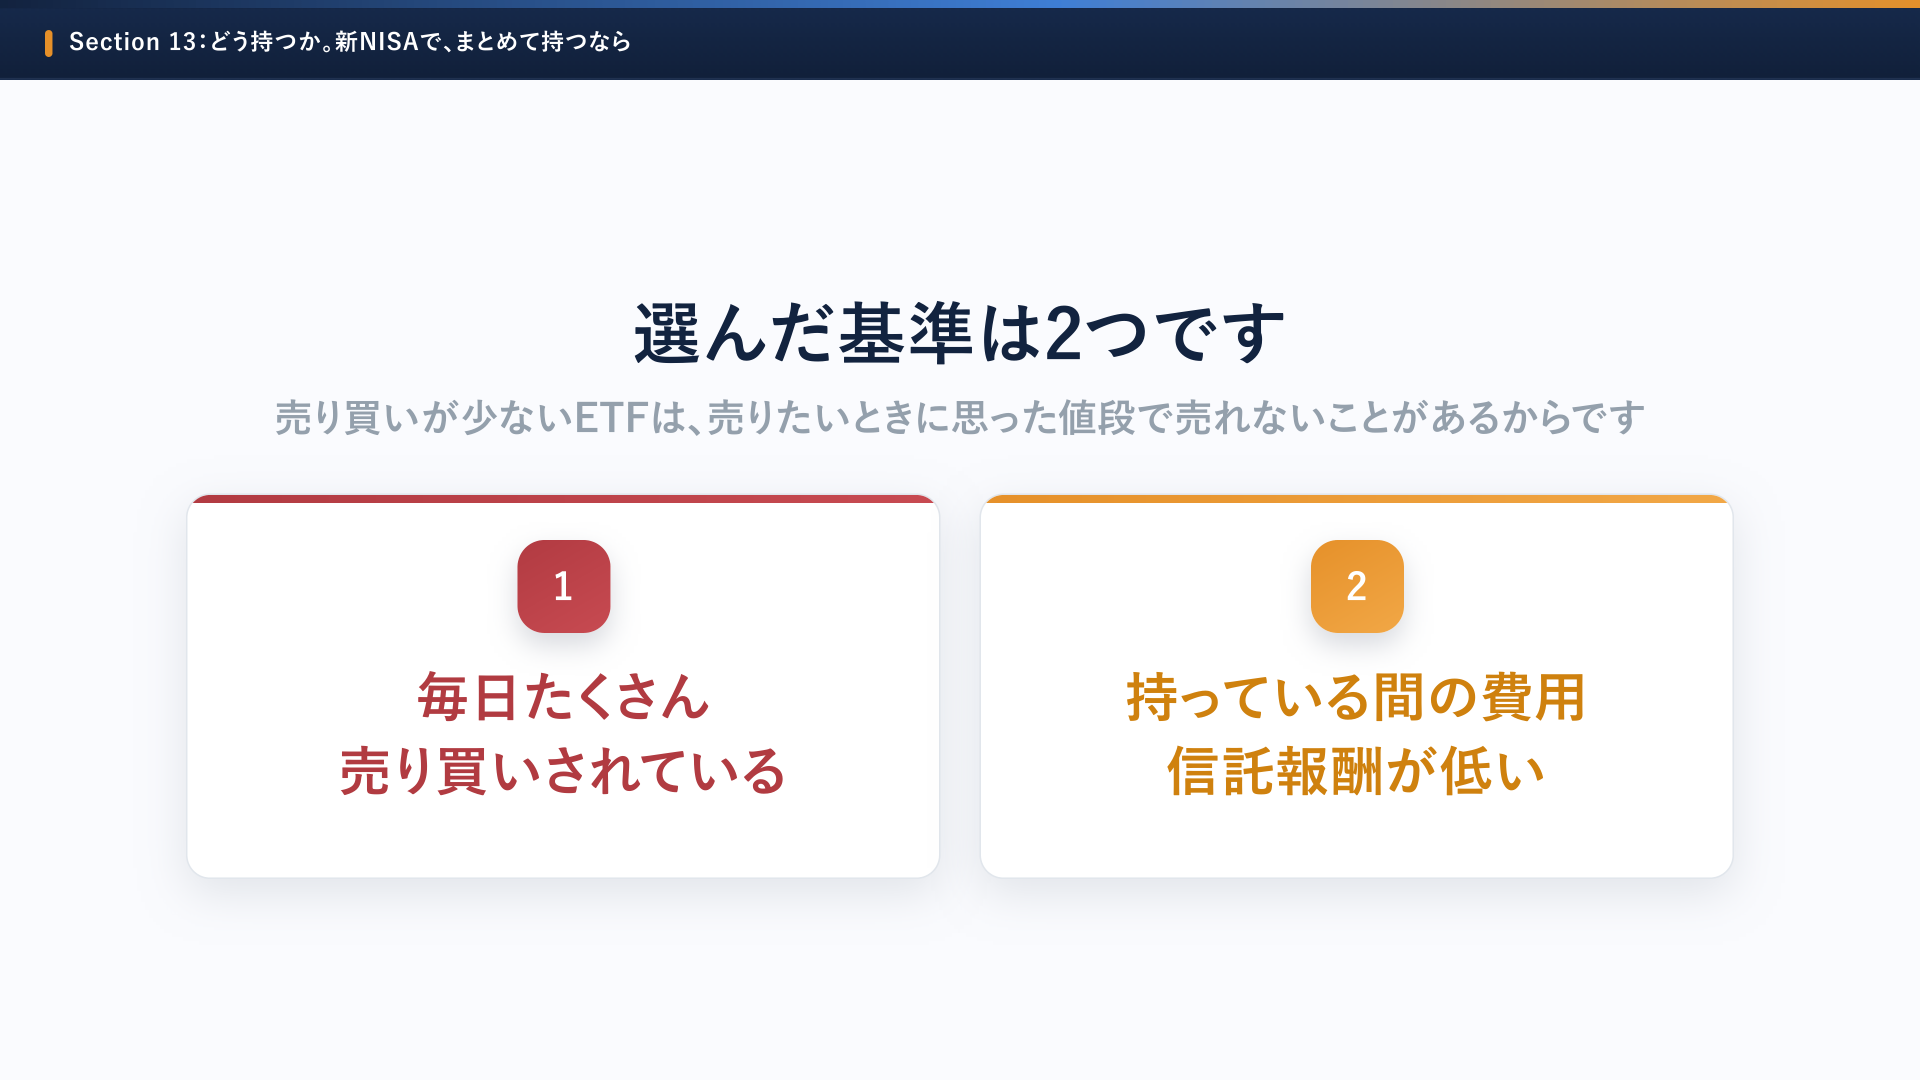 Section 13：どう持つか。新NISAで、まとめて持つなら
選んだ基準は2つです
売り買いが少ないETFは、売りたいときに思った値段で売れないことがあるからです
1
毎日たくさん
売り買いされている
2
持っている間の費用
信託報酬が低い